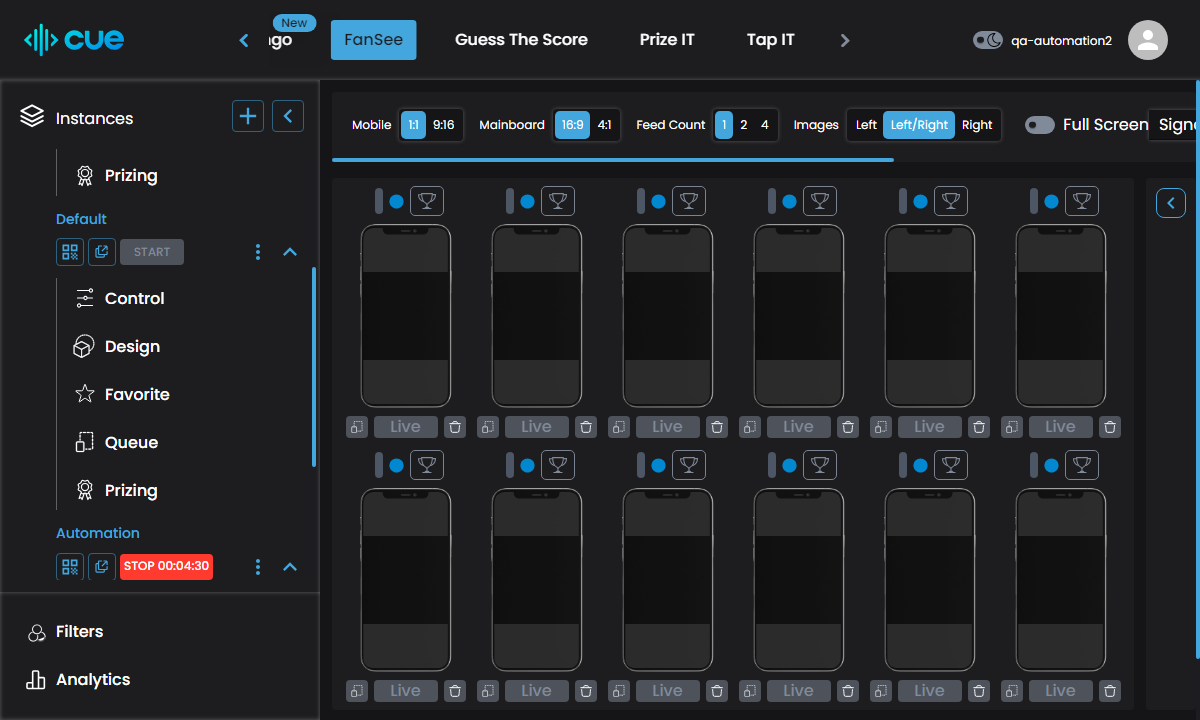 cue
New
FanSee
Guess The Score
Prize IT
Tap IT
qa-automation2
Instances
Prizing
Default
START
Control
Design
Favorite
Queue
Prizing
Automation
STOP 00:04:30
Filters
Analytics
Mobile 1:1 9:16 Mainboard 16:9 4:1 Feed Count 1 2 4 Images Left Left/Right Right Full Screen
Live Live Live Live Live Live
Live Live Live Live Live Live